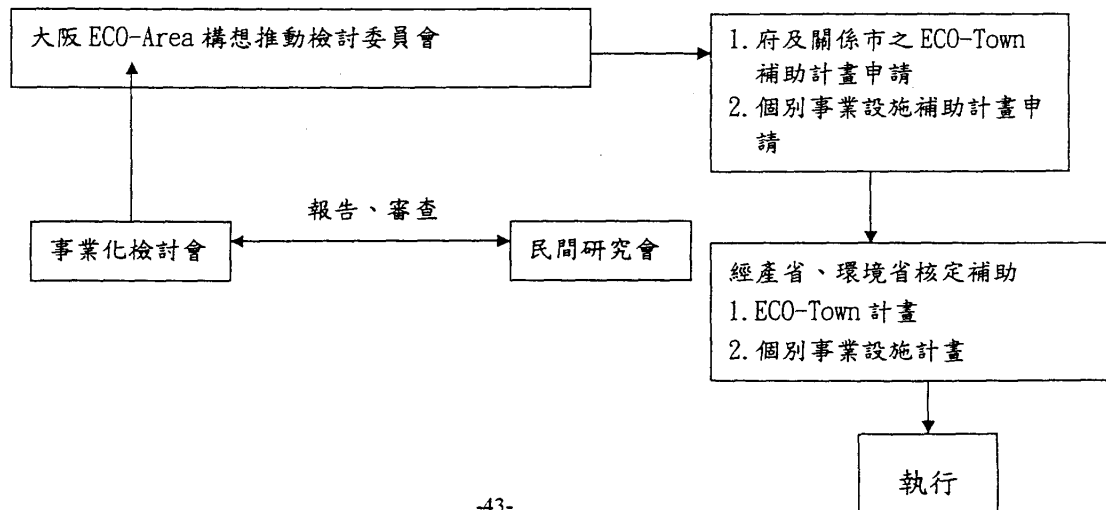 大阪 ECO-Area 構想推動檢討委員會
1. 府及關係市之 ECO-Town
補助計畫申請
2. 個別事業設施補助計畫申
請
報告、審查
事業化檢討會
民間研究會
經產省、環境省核定補助
1. ECO-Town 計畫
2. 個別事業設施計畫
執行
-43-